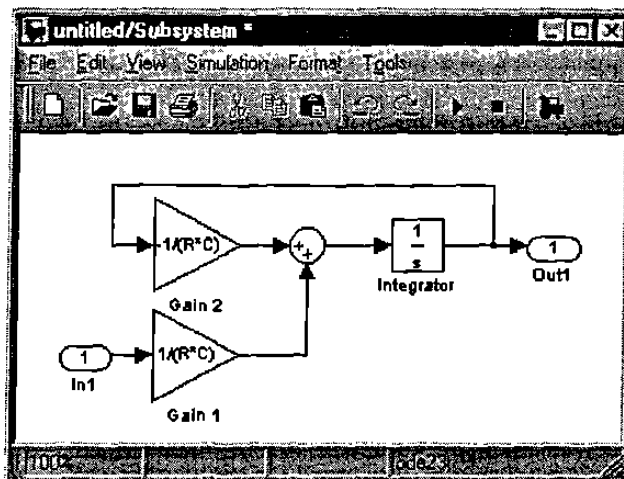 untitled/Subsystem *
File Edit View Simulation Format Tools
-1/(R*C)
Gain 2
++
1
s
Integrator
1
Out1
1
In1
1/(R*C)
Gain 1
100%
ode23